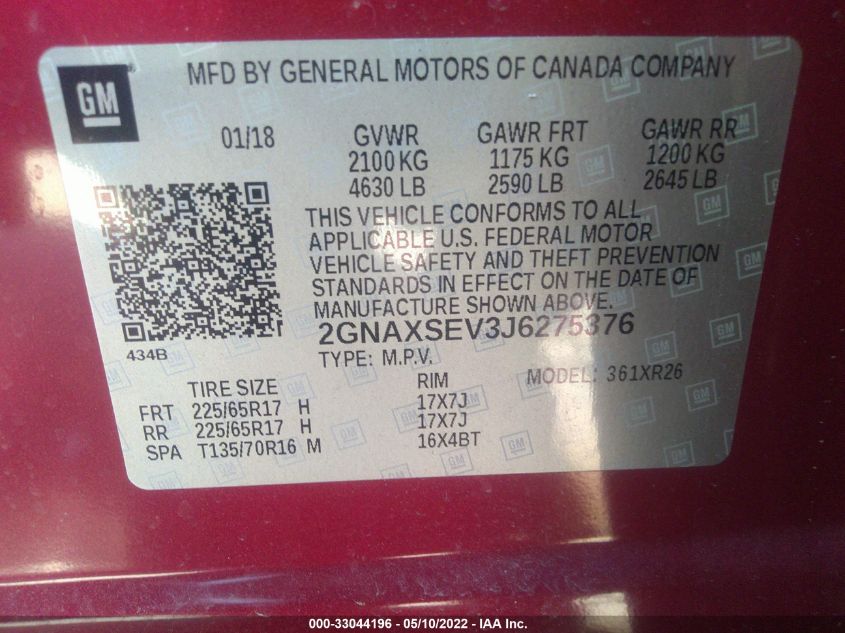 GM
MFD BY GENERAL MOTORS OF CANADA COMPANY
01/18 GVWR GAWR FRT GAWR RR
2100 KG 1175 KG 1200 KG
4630 LB 2590 LB 2645 LB
THIS VEHICLE CONFORMS TO ALL
APPLICABLE U.S. FEDERAL MOTOR
VEHICLE SAFETY AND THEFT PREVENTION
STANDARDS IN EFFECT ON THE DATE OF
MANUFACTURE SHOWN ABOVE.
2GNAXSEV3J6275376
434B
TYPE: M.P.V. MODEL: 361XR26
TIRE SIZE RIM
FRT 225/65R17 H 17X7J
RR 225/65R17 H 17X7J
SPA T135/70R16 M 16X4BT
000-33044196 - 05/10/2022 - IAA Inc.